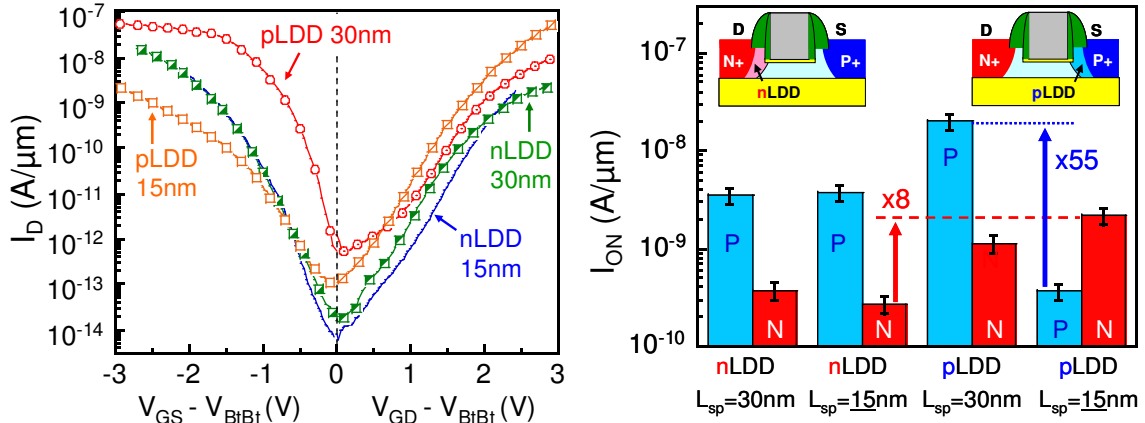 10⁻⁷
10⁻⁸
10⁻⁹
10⁻¹⁰
10⁻¹¹
10⁻¹²
10⁻¹³
10⁻¹⁴
I_D (A/µm)
pLDD 30nm
pLDD
15nm
nLDD
30nm
nLDD
15nm
-3 -2 -1 0 1 2 3
V_GS - V_BtBt (V) V_GD - V_BtBt (V)
10⁻⁷
10⁻⁸
10⁻⁹
10⁻¹⁰
I_ON (A/µm)
D S
N+ P+
nLDD
D S
N+ P+
pLDD
P
N
P
N
x8
P
N
x55
P
N
nLDD nLDD pLDD pLDD
L_sp=30nm L_sp=15nm L_sp=30nm L_sp=15nm